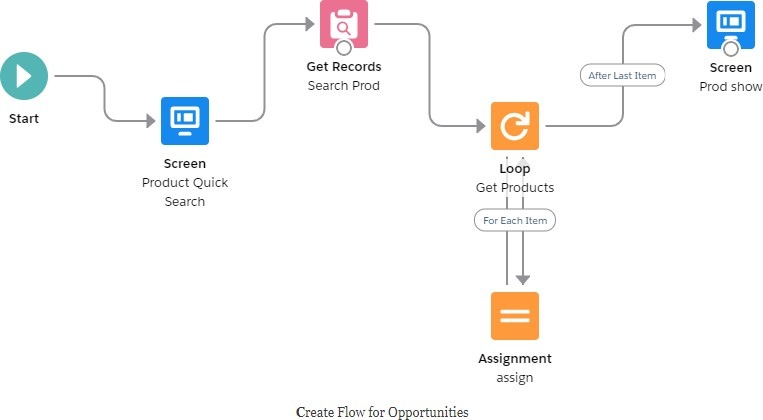 Start
Screen
Product Quick
Search
Get Records
Search Prod
Loop
Get Products
For Each Item
Assignment
assign
After Last Item
Screen
Prod show
Create Flow for Opportunities